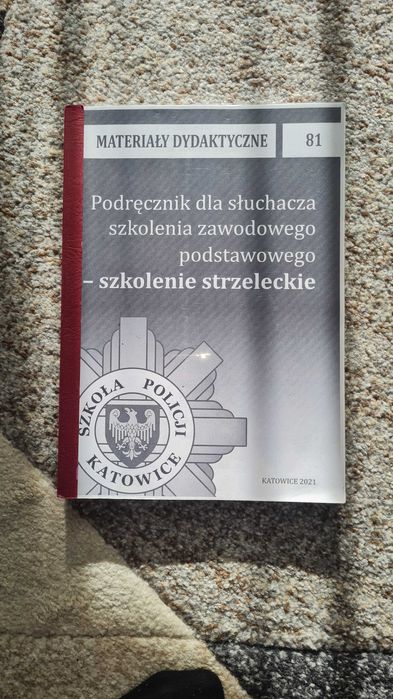 MATERIAŁY DYDAKTYCZNE 81
Podręcznik dla słuchacza
szkolenia zawodowego
podstawowego
– szkolenie strzeleckie
SZKOŁA POLICJI
KATOWICE
KATOWICE 2021